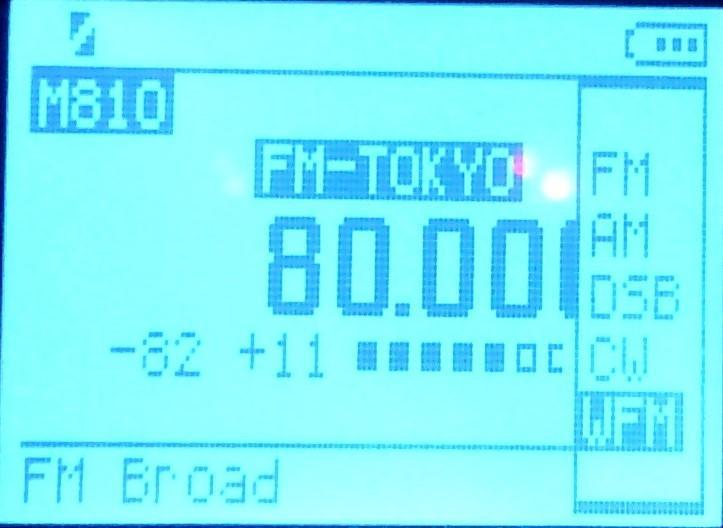 M810
FM-TOKYO
80.00
-82 +11
FM
AM
DSB
CW
WFM
FM Broad